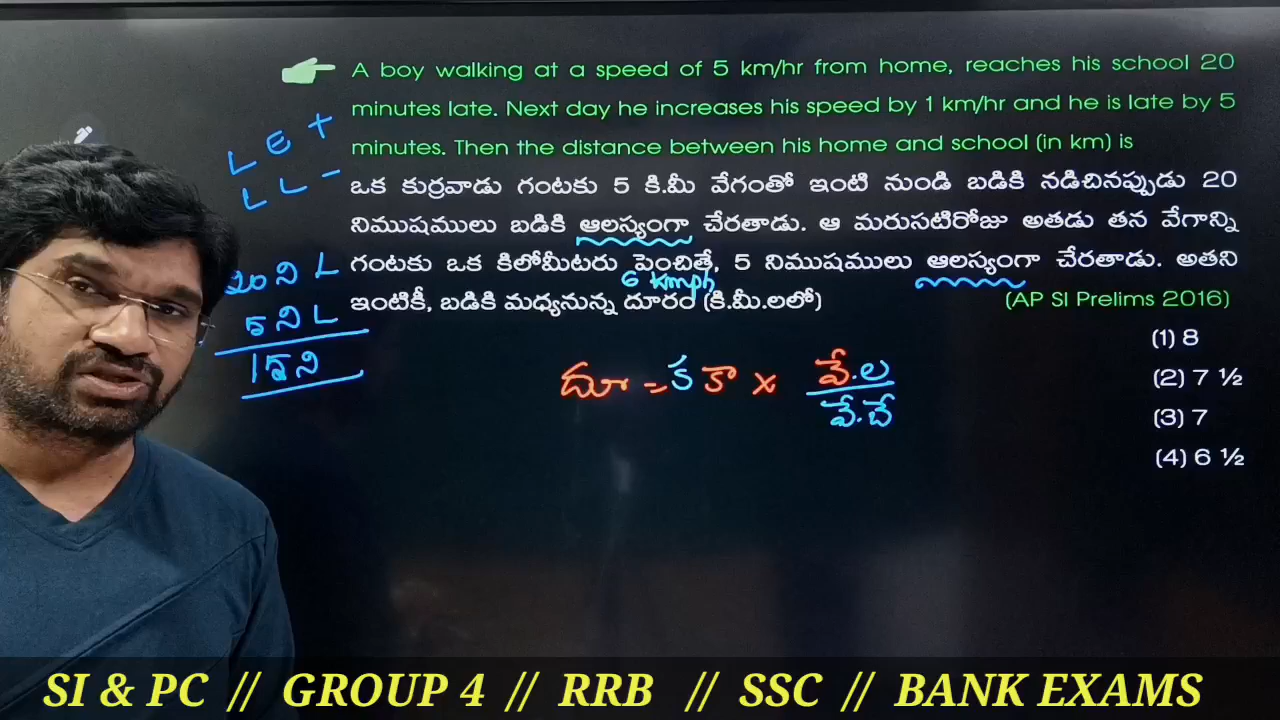 A boy walking at a speed of 5 km/hr from home, reaches his school 20
minutes late. Next day he increases his speed by 1 km/hr and he is late by 5
minutes. Then the distance between his home and school (in km) is
ఒక కుర్రవాడు గంటకు 5 కి.మీ వేగంతో ఇంటి నుండి బడికి నడిచినప్పుడు 20
నిముషములు బడికి ఆలస్యంగా చేరతాడు. ఆ మరుసటిరోజు అతడు తన వేగాన్ని
గంటకు ఒక కిలోమీటరు పెంచితే, 5 నిముషములు ఆలస్యంగా చేరతాడు. అతని
6 kmph
ఇంటికీ, బడికి మధ్యనున్న దూరం (కి.మీ.లలో)
(AP SI Prelims 2016)
(1) 8
(2) 7 ½
(3) 7
(4) 6 ½
L E +
L L -
20ని L
5ని L
15ని
దూ = కకా × వే.ల
వే.చే
SI & PC // GROUP 4 // RRB // SSC // BANK EXAMS